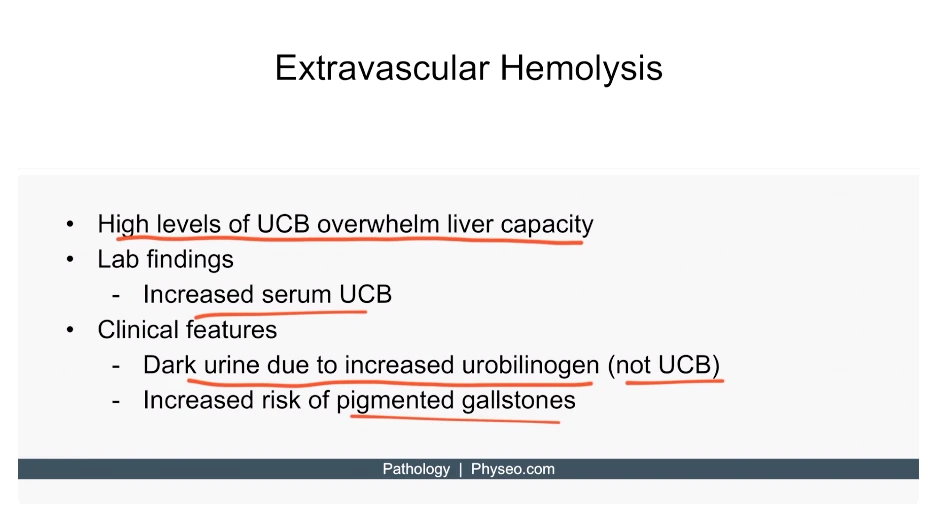 Extravascular Hemolysis
• High levels of UCB overwhelm liver capacity
• Lab findings
- Increased serum UCB
• Clinical features
- Dark urine due to increased urobilinogen (not UCB)
- Increased risk of pigmented gallstones
Pathology | Physeo.com